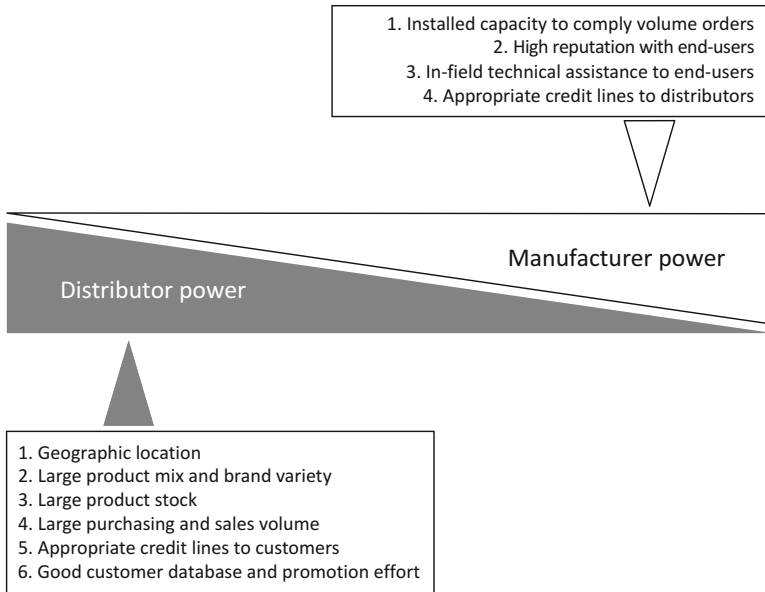 1. Installed capacity to comply volume orders
2. High reputation with end-users
3. In-field technical assistance to end-users
4. Appropriate credit lines to distributors
Manufacturer power
Distributor power
1. Geographic location
2. Large product mix and brand variety
3. Large product stock
4. Large purchasing and sales volume
5. Appropriate credit lines to customers
6. Good customer database and promotion effort